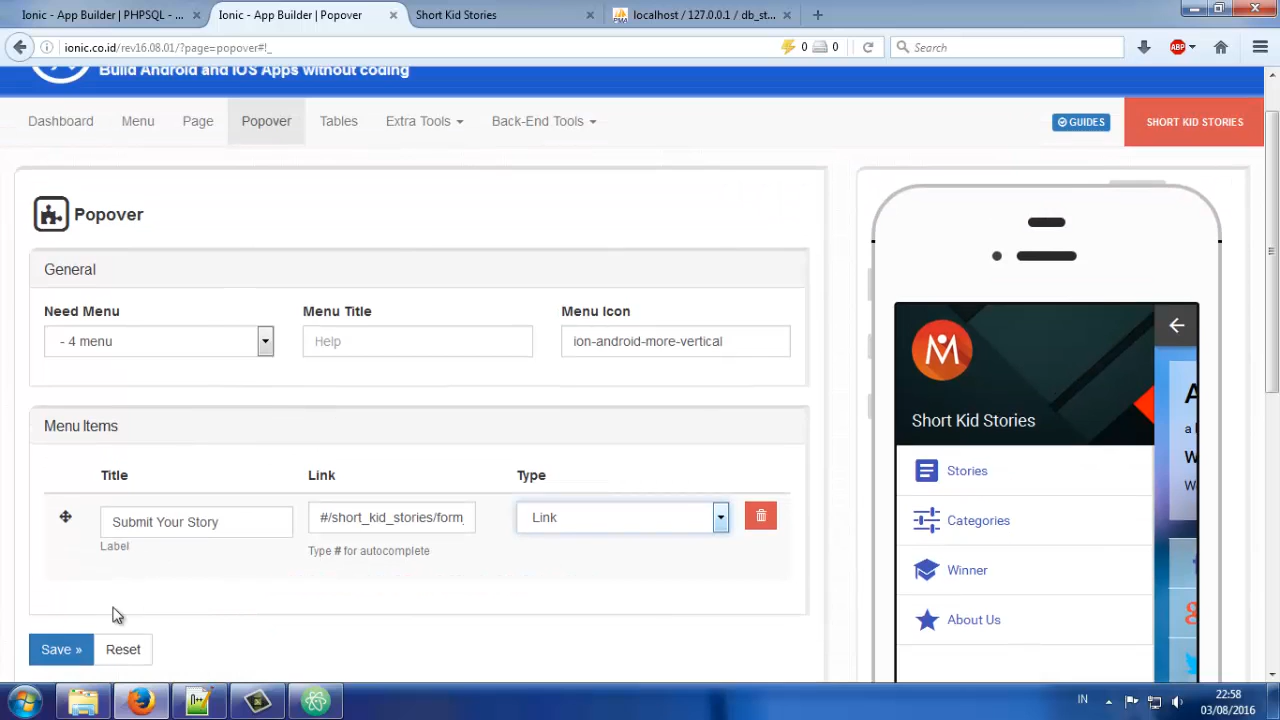 Ionic - App Builder | PHPSQL - ...
Ionic - App Builder | Popover
Short Kid Stories
localhost / 127.0.0.1 / db_st...
ionic.co.id/rev16.08.01/?page=popover#!_
0
0
Search
ABP
Build Android and IOS Apps without coding
Dashboard
Menu
Page
Popover
Tables
Extra Tools
Back-End Tools
GUIDES
SHORT KID STORIES
Popover
General
Need Menu
Menu Title
Menu Icon
- 4 menu
Help
ion-android-more-vertical
Menu Items
Title
Link
Type
Submit Your Story
#/short_kid_stories/form_
Link
Label
Type # for autocomplete
Save »
Reset
Short Kid Stories
Stories
Categories
Winner
About Us
A
a
W
W
IN
22:58
03/08/2016